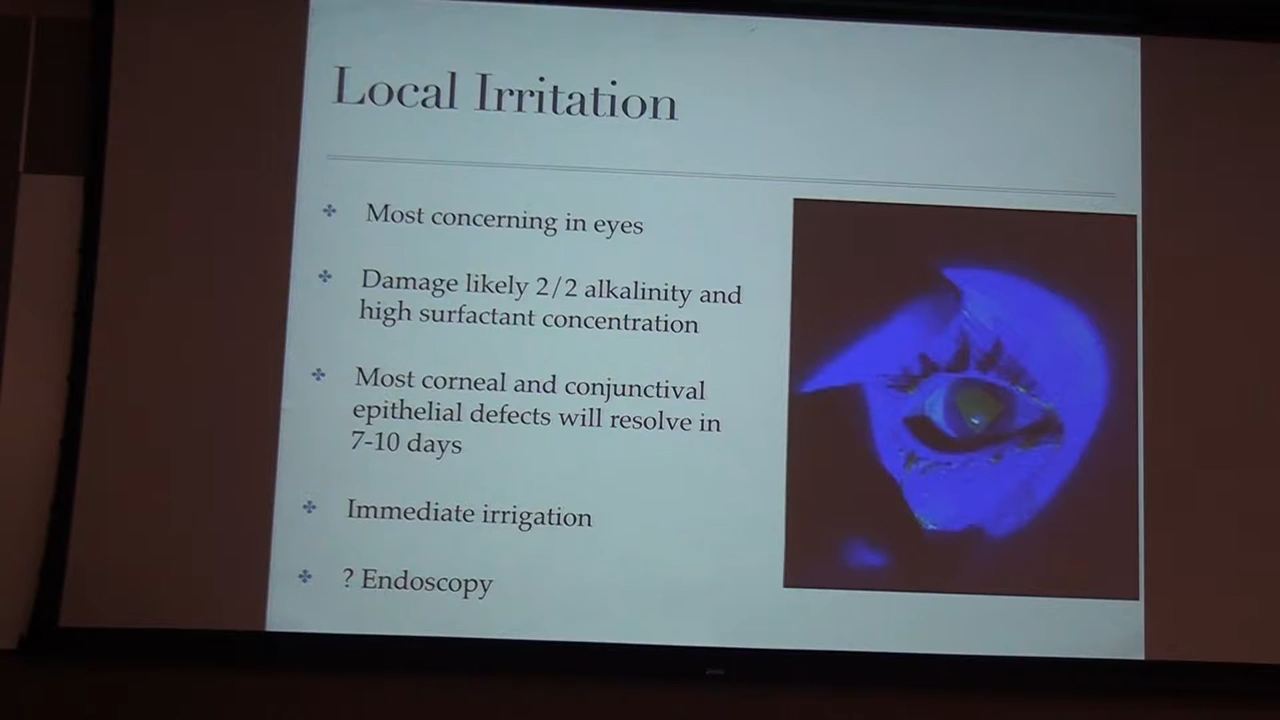 Local Irritation
Most concerning in eyes
Damage likely 2/2 alkalinity and
high surfactant concentration
Most corneal and conjunctival
epithelial defects will resolve in
7-10 days
Immediate irrigation
? Endoscopy